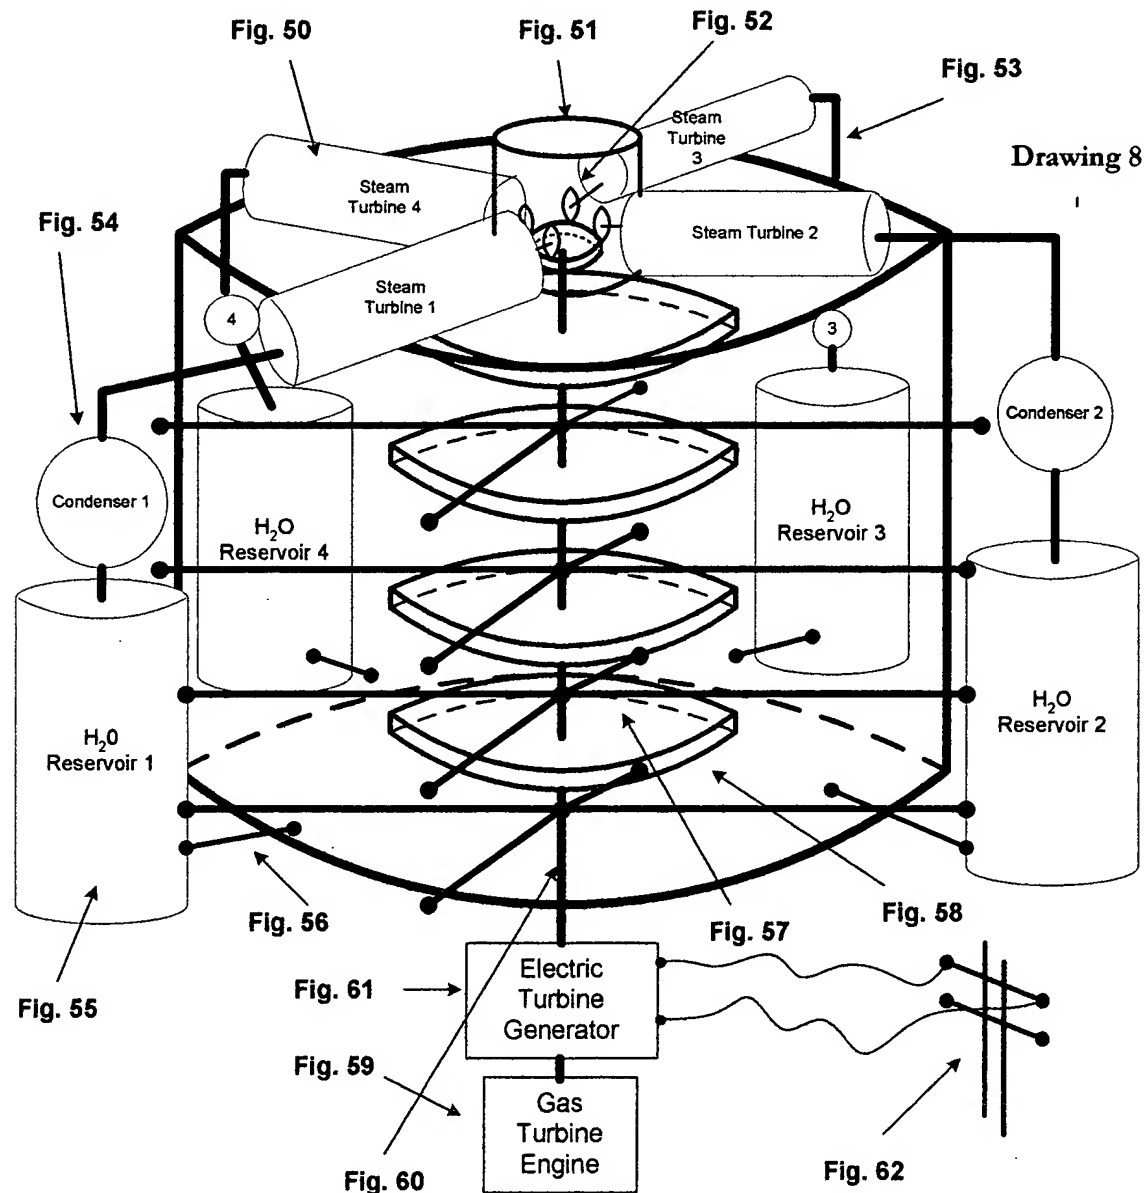 Fig. 50
Fig. 51
Fig. 52
Fig. 53
Drawing 8
Steam
Turbine
3
Steam
Turbine 4
Steam Turbine 2
Fig. 54
Steam
Turbine 1
4
3
Condenser 2
Condenser 1
H₂O
Reservoir 4
H₂O
Reservoir 3
H₂0
Reservoir 1
H₂O
Reservoir 2
Fig. 56
Fig. 57
Fig. 58
Fig. 55
Fig. 61
Electric
Turbine
Generator
Fig. 59
Gas
Turbine
Engine
Fig. 60
Fig. 62